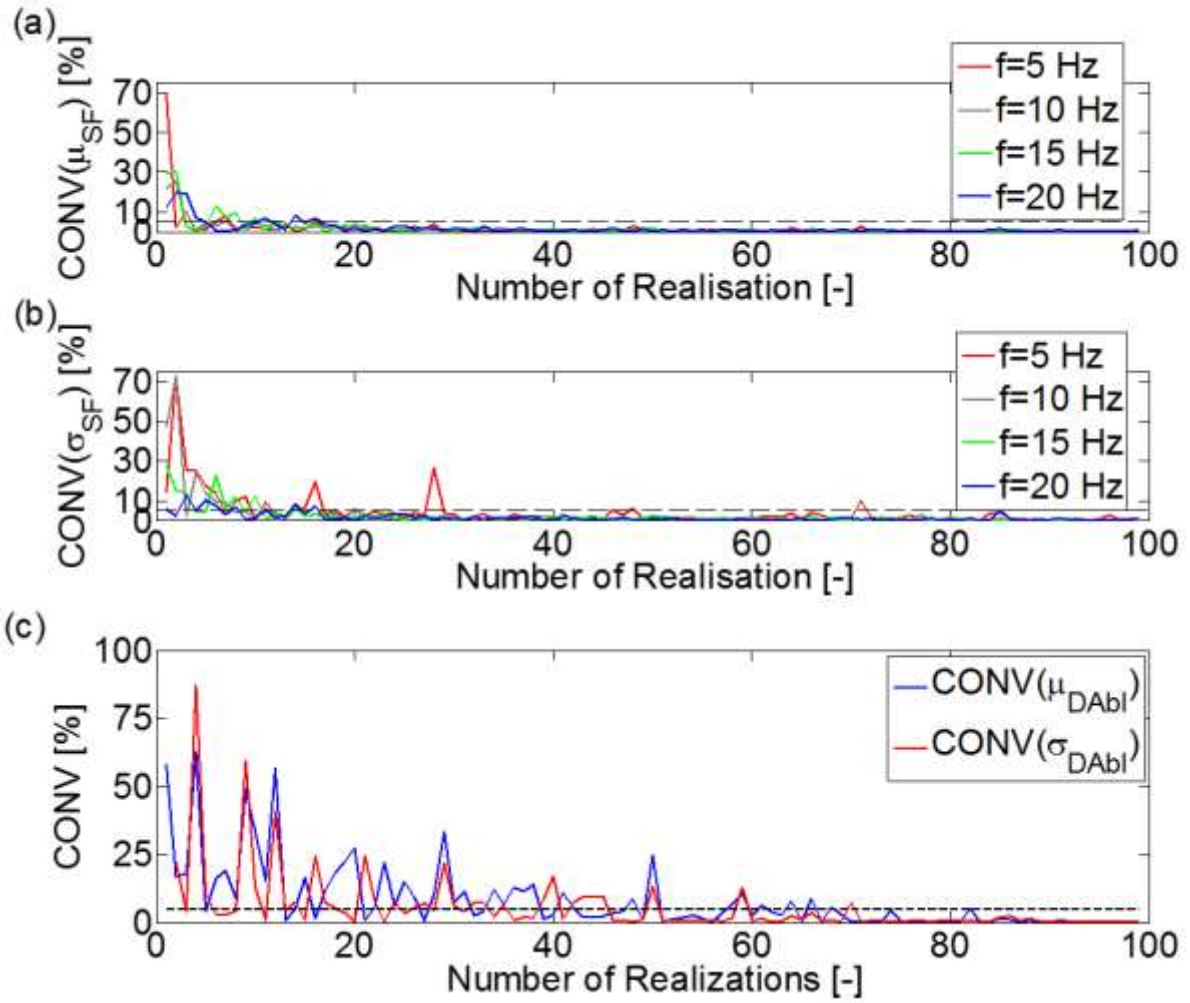 (a)
CONV(μSF) [%]
70
50
30
10
0
f=5 Hz
f=10 Hz
f=15 Hz
f=20 Hz
0 20 40 60 80 100
Number of Realisation [-]
(b)
CONV(σSF) [%]
70
50
30
10
0
f=5 Hz
f=10 Hz
f=15 Hz
f=20 Hz
0 20 40 60 80 100
Number of Realisation [-]
(c)
CONV [%]
100
75
50
25
0
CONV(μDAbl)
CONV(σDAbl)
0 20 40 60 80 100
Number of Realizations [-]